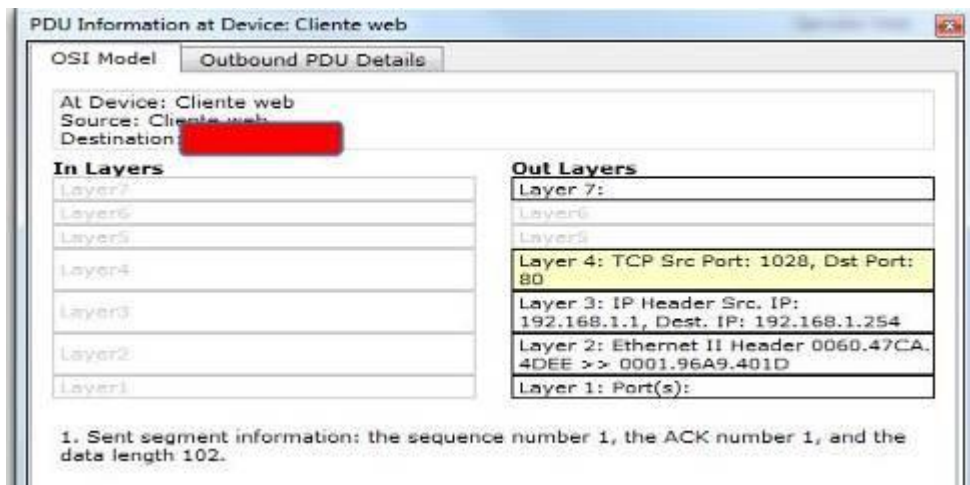 PDU Information at Device: Cliente web
OSI Model
Outbound PDU Details
At Device: Cliente web
Source: Cliente web
Destination:
In Layers
Layer7
Layer6
Layer5
Layer4
Layer3
Layer2
Layer1
Out Layers
Layer 7:
Layer6
Layer5
Layer 4: TCP Src Port: 1028, Dst Port:
80
Layer 3: IP Header Src. IP:
192.168.1.1, Dest. IP: 192.168.1.254
Layer 2: Ethernet II Header 0060.47CA.
4DEE >> 0001.96A9.401D
Layer 1: Port(s):
1. Sent segment information: the sequence number 1, the ACK number 1, and the
data length 102.